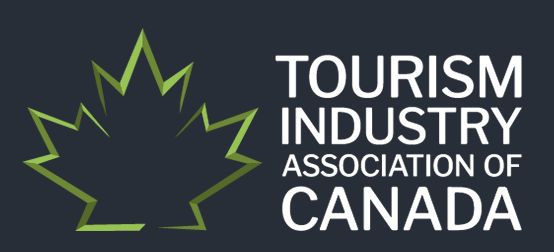 TOURISM
INDUSTRY
ASSOCIATION OF
CANADA